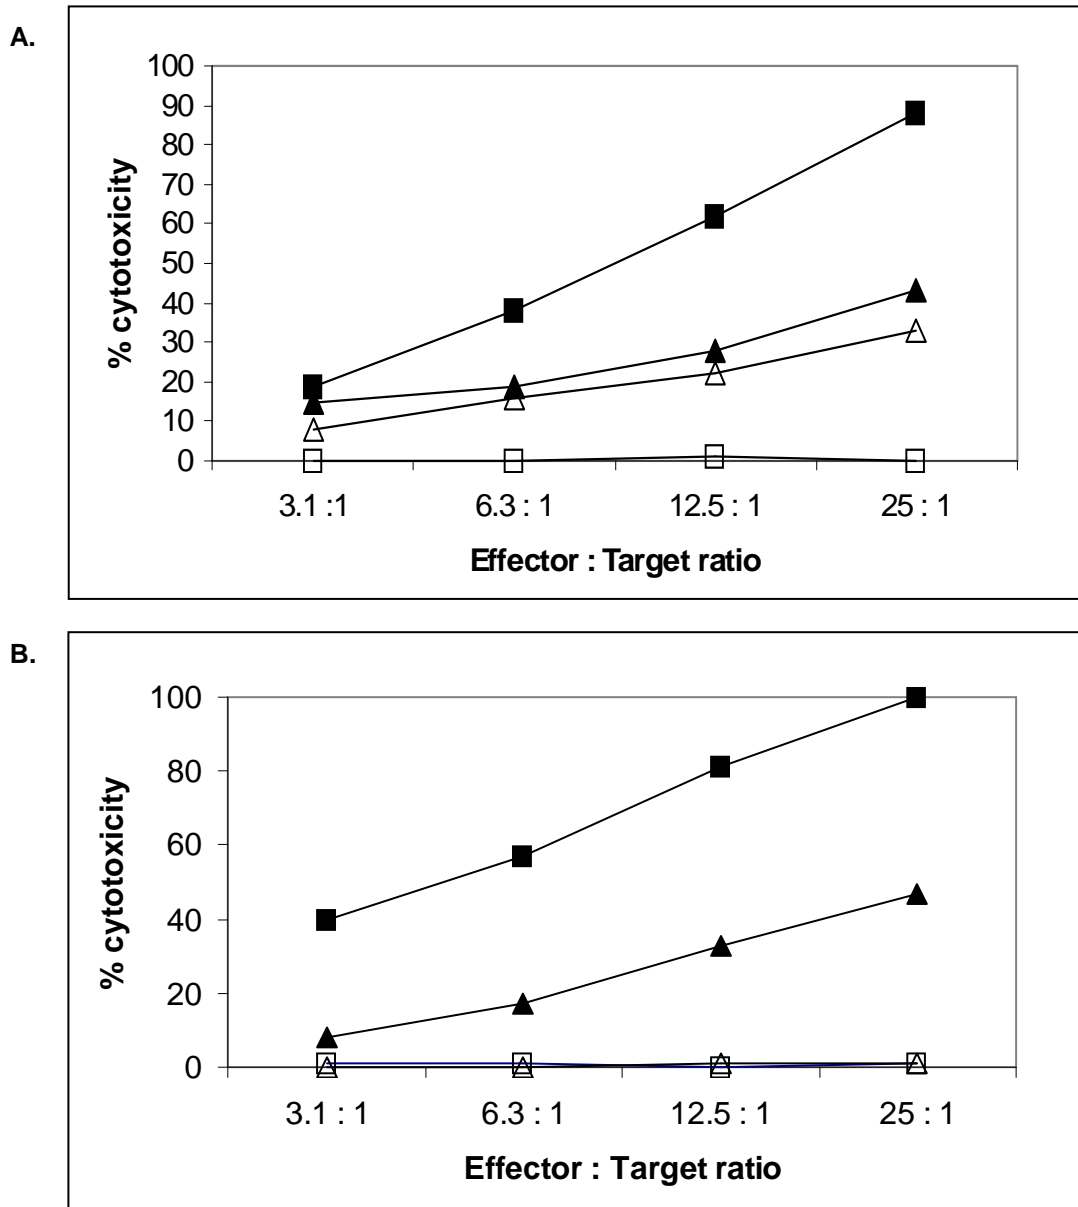 A.
100
90
80
70
60
50
40
30
20
10
0
% cytotoxicity
3.1 :1 6.3 : 1 12.5 : 1 25 : 1
Effector : Target ratio
B.
100
80
60
40
20
0
% cytotoxicity
3.1 : 1 6.3 : 1 12.5 : 1 25 : 1
Effector : Target ratio